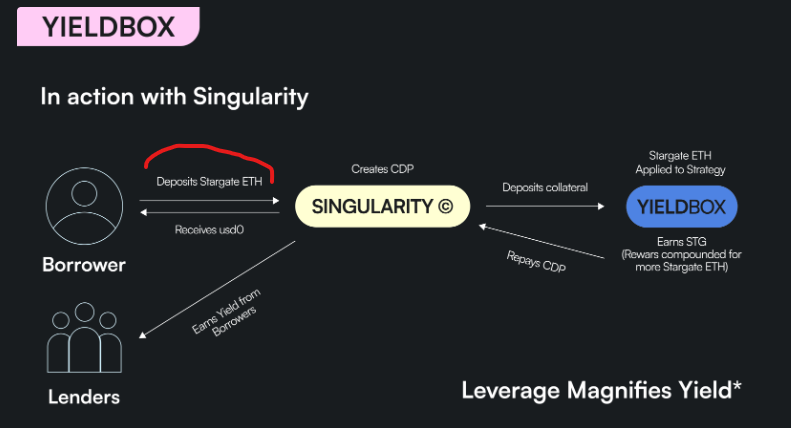 YIELDBOX
In action with Singularity
Deposits Stargate ETH
Receives usd0
Borrower
Creates CDP
SINGULARITY ©
Deposits collateral
Stargate ETH
Applied to Strategy
YIELDBOX
Earns STG
(Rewars compounded for
more Stargate ETH)
Repays CDP
Earns Yield from
Borrowers
Lenders
Leverage Magnifies Yield*